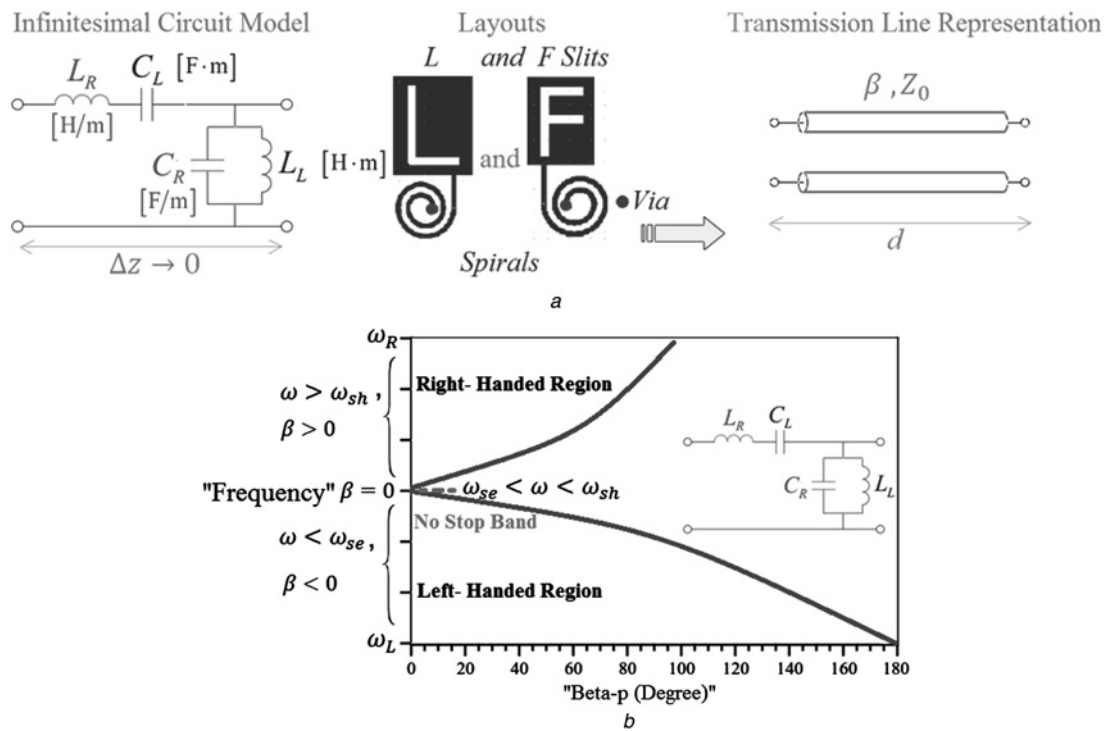 Infinitesimal Circuit Model
Layouts
Transmission Line Representation
L and F Slits
L_R
C_L [F·m]
[H/m]
C_R
[F/m]
L_L [H·m]
L
and
F
β , Z_0
•Via
Δz → 0
Spirals
d
a
ω_R
ω > ω_sh ,
β > 0
Right- Handed Region
L_R
C_L
C_R
L_L
"Frequency" β = 0
ω_se < ω < ω_sh
No Stop Band
ω < ω_se,
β < 0
Left- Handed Region
ω_L
0 20 40 60 80 100 120 140 160 180
"Beta-p (Degree)"
b